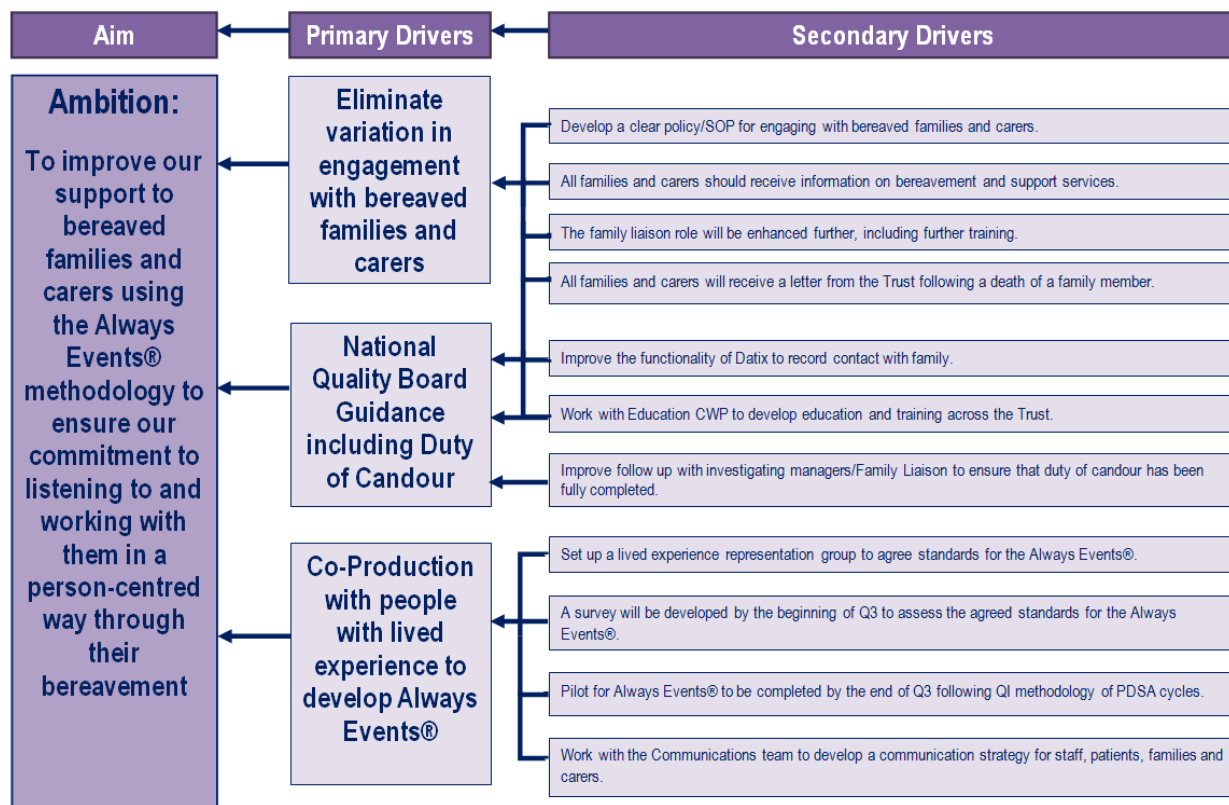 Aim
Primary Drivers
Secondary Drivers
Ambition:
To improve our
support to
bereaved
families and
carers using
the Always
Events®
methodology to
ensure our
commitment to
listening to and
working with
them in a
person-centred
way through
their
bereavement
Eliminate
variation in
engagement
with bereaved
families and
carers
Develop a clear policy/SOP for engaging with bereaved families and carers.
All families and carers should receive information on bereavement and support services.
The family liaison role will be enhanced further, including further training.
All families and carers will receive a letter from the Trust following a death of a family member.
National
Quality Board
Guidance
including Duty
of Candour
Improve the functionality of Datix to record contact with family.
Work with Education CWP to develop education and training across the Trust.
Improve follow up with investigating managers/Family Liaison to ensure that duty of candour has been
fully completed.
Co-Production
with people
with lived
experience to
develop Always
Events®
Set up a lived experience representation group to agree standards for the Always Events®.
A survey will be developed by the beginning of Q3 to assess the agreed standards for the Always
Events®.
Pilot for Always Events® to be completed by the end of Q3 following QI methodology of PDSA cycles.
Work with the Communications team to develop a communication strategy for staff, patients, families and
carers.